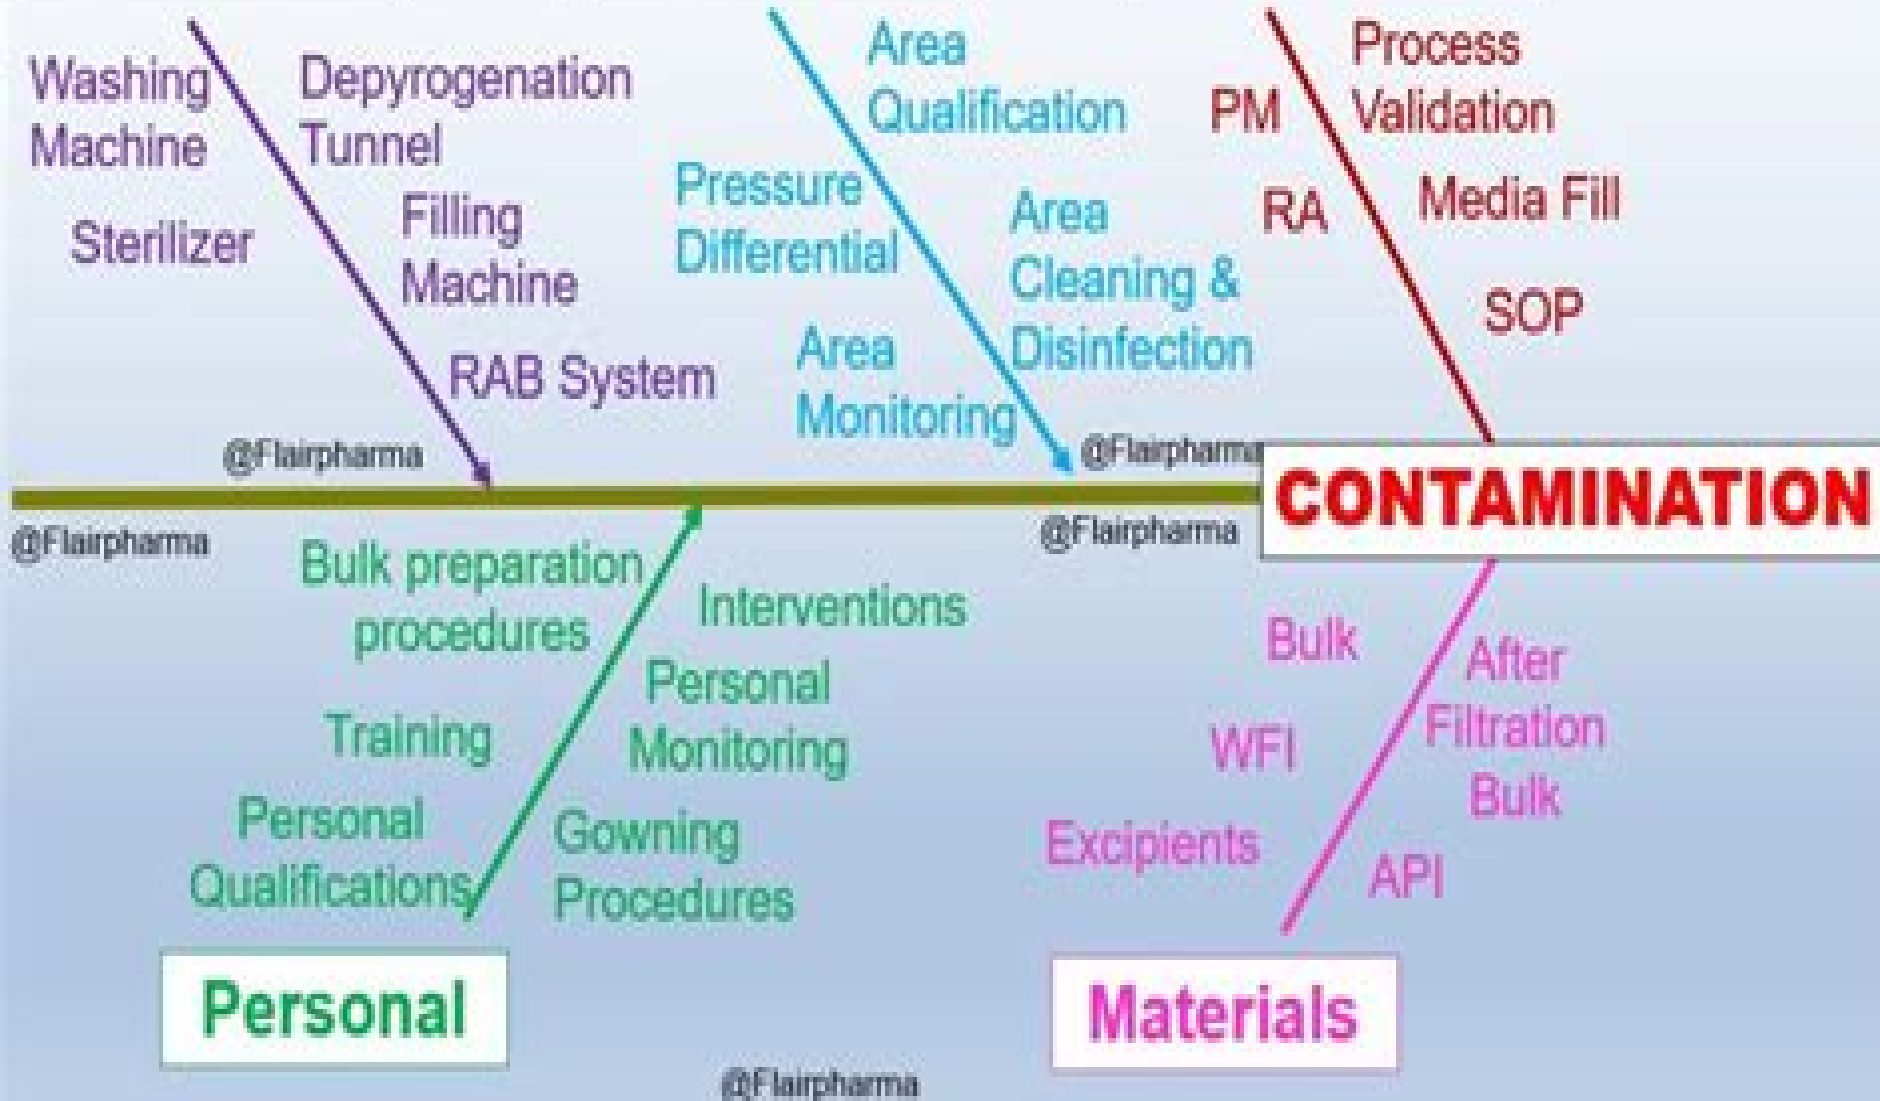 Washing
Machine
Sterilizer
Depyrogenation
Tunnel
Filling
Machine
RAB System
Pressure
Differential
Area
Monitoring
Area
Qualification
Area
Cleaning &
Disinfection
PM
RA
Process
Validation
Media Fill
SOP
@Flairpharma
@Flairpharma
CONTAMINATION
@Flairpharma
@Flairpharma
Bulk preparation
procedures
Training
Personal
Qualifications
Interventions
Personal
Monitoring
Gowning
Procedures
Personal
Bulk
WFI
Excipients
After
Filtration
Bulk
API
Materials
@Flairpharma